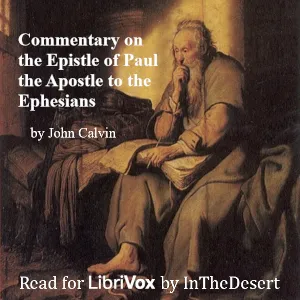 Commentary on
the Epistle of Paul
the Apostle to the
Ephesians
by John Calvin
Read for LibriVox by InTheDesert